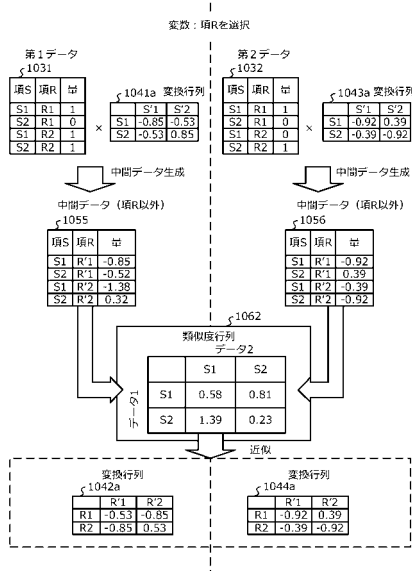 変数：項Rを選択
第1データ
1031
項S 項R 量
S1 R1 1
S2 R1 0
S1 R2 1
S2 R2 1
×
1041a 変換行列
S'1 S'2
S1 -0.85 -0.53
S2 -0.53 0.85
第2データ
1032
項S 項R 量
S1 R1 1
S2 R1 0
S1 R2 0
S2 R2 1
×
1043a 変換行列
S'1 S'2
S1 -0.92 0.39
S2 -0.39 -0.92
中間データ生成
中間データ生成
中間データ（項R以外）
1055
項S 項R 量
S1 R'1 -0.85
S2 R'1 -0.52
S1 R'2 -1.38
S2 R'2 0.32
中間データ（項R以外）
1056
項S 項R 量
S1 R'1 -0.92
S2 R'1 0.39
S1 R'2 -0.39
S2 R'2 -0.92
1062
類似度行列
データ2
データ1
S1 S2
S1 0.58 0.81
S2 1.39 0.23
近似
変換行列
1042a
R'1 R'2
R1 -0.53 -0.85
R2 -0.85 0.53
変換行列
1044a
R'1 R'2
R1 -0.92 0.39
R2 -0.39 -0.92